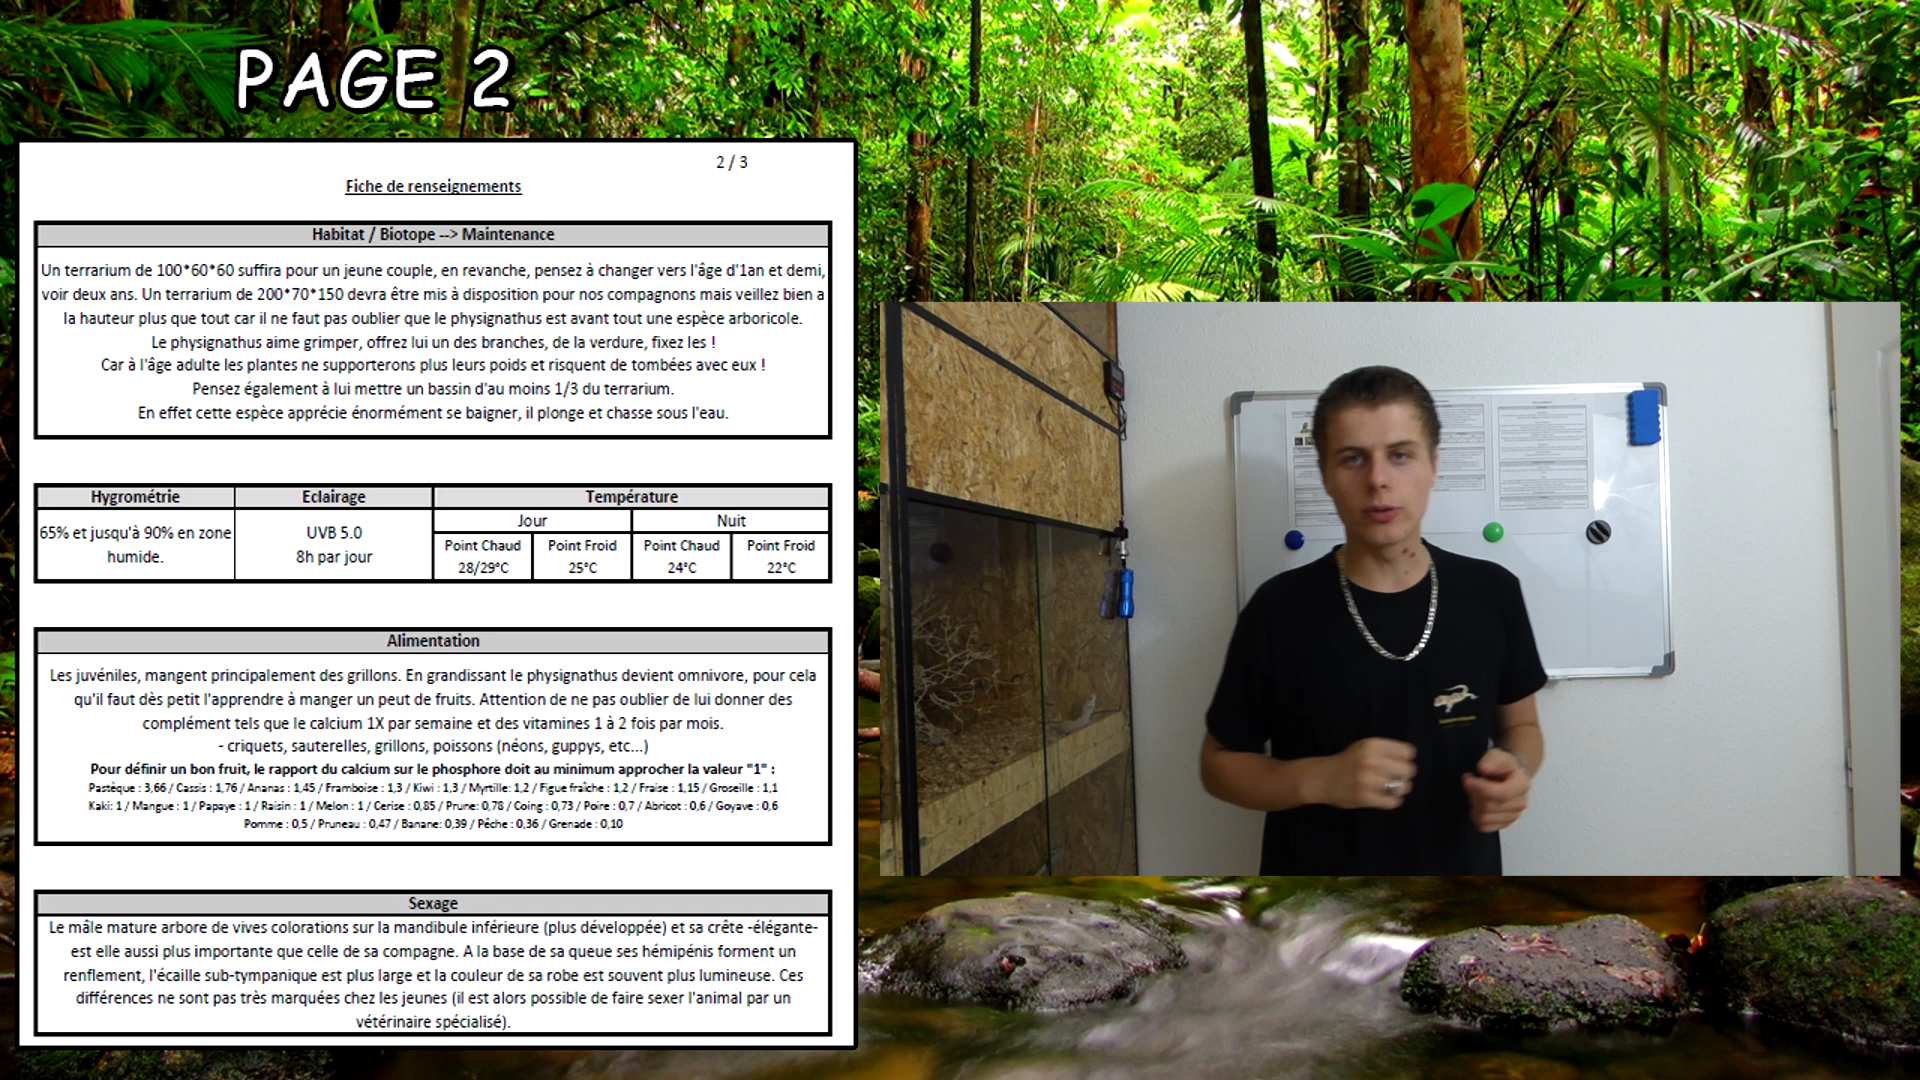 PAGE 2
2 / 3
Fiche de renseignements
Habitat / Biotope --> Maintenance
Un terrarium de 100*60*60 suffira pour un jeune couple, en revanche, pensez à changer vers l'âge d'1an et demi,
voir deux ans. Un terrarium de 200*70*150 devra être mis à disposition pour nos compagnons mais veillez bien a
la hauteur plus que tout car il ne faut pas oublier que le physignathus est avant tout une espèce arboricole.
Le physignathus aime grimper, offrez lui un des branches, de la verdure, fixez les !
Car à l'âge adulte les plantes ne supporterons plus leurs poids et risquent de tombées avec eux !
Pensez également à lui mettre un bassin d'au moins 1/3 du terrarium.
En effet cette espèce apprécie énormément se baigner, il plonge et chasse sous l'eau.
Hygrométrie Eclairage Température
65% et jusqu'à 90% en zone humide.
UVB 5.0
8h par jour
Jour Nuit
Point Chaud Point Froid Point Chaud Point Froid
28/29°C 25°C 24°C 22°C
Alimentation
Les juvéniles, mangent principalement des grillons. En grandissant le physignathus devient omnivore, pour cela
qu'il faut dès petit l'apprendre à manger un peut de fruits. Attention de ne pas oublier de lui donner des
complément tels que le calcium 1X par semaine et des vitamines 1 à 2 fois par mois.
- criquets, sauterelles, grillons, poissons (néons, guppys, etc...)
Pour définir un bon fruit, le rapport du calcium sur le phosphore doit au minimum approcher la valeur "1" :
Pastèque : 3,66 / Cassis : 1,76 / Ananas : 1,45 / Framboise : 1,3 / Kiwi : 1,3 / Myrtille: 1,2 / Figue fraîche : 1,2 / Fraise : 1,15 / Groseille : 1,1
Kaki: 1 / Mangue : 1 / Papaye : 1 / Raisin : 1 / Melon : 1 / Cerise : 0,85 / Prune: 0,78 / Coing : 0,73 / Poire : 0,7 / Abricot : 0,6 / Goyave : 0,6
Pomme : 0,5 / Pruneau : 0,47 / Banane: 0,39 / Pêche : 0,36 / Grenade : 0,10
Sexage
Le mâle mature arbore de vives colorations sur la mandibule inférieure (plus développée) et sa crête -élégante-
est elle aussi plus importante que celle de sa compagne. A la base de sa queue ses hémipénis forment un
renflement, l'écaille sub-tympanique est plus large et la couleur de sa robe est souvent plus lumineuse. Ces
différences ne sont pas très marquées chez les jeunes (il est alors possible de faire sexer l'animal par un
vétérinaire spécialisé).